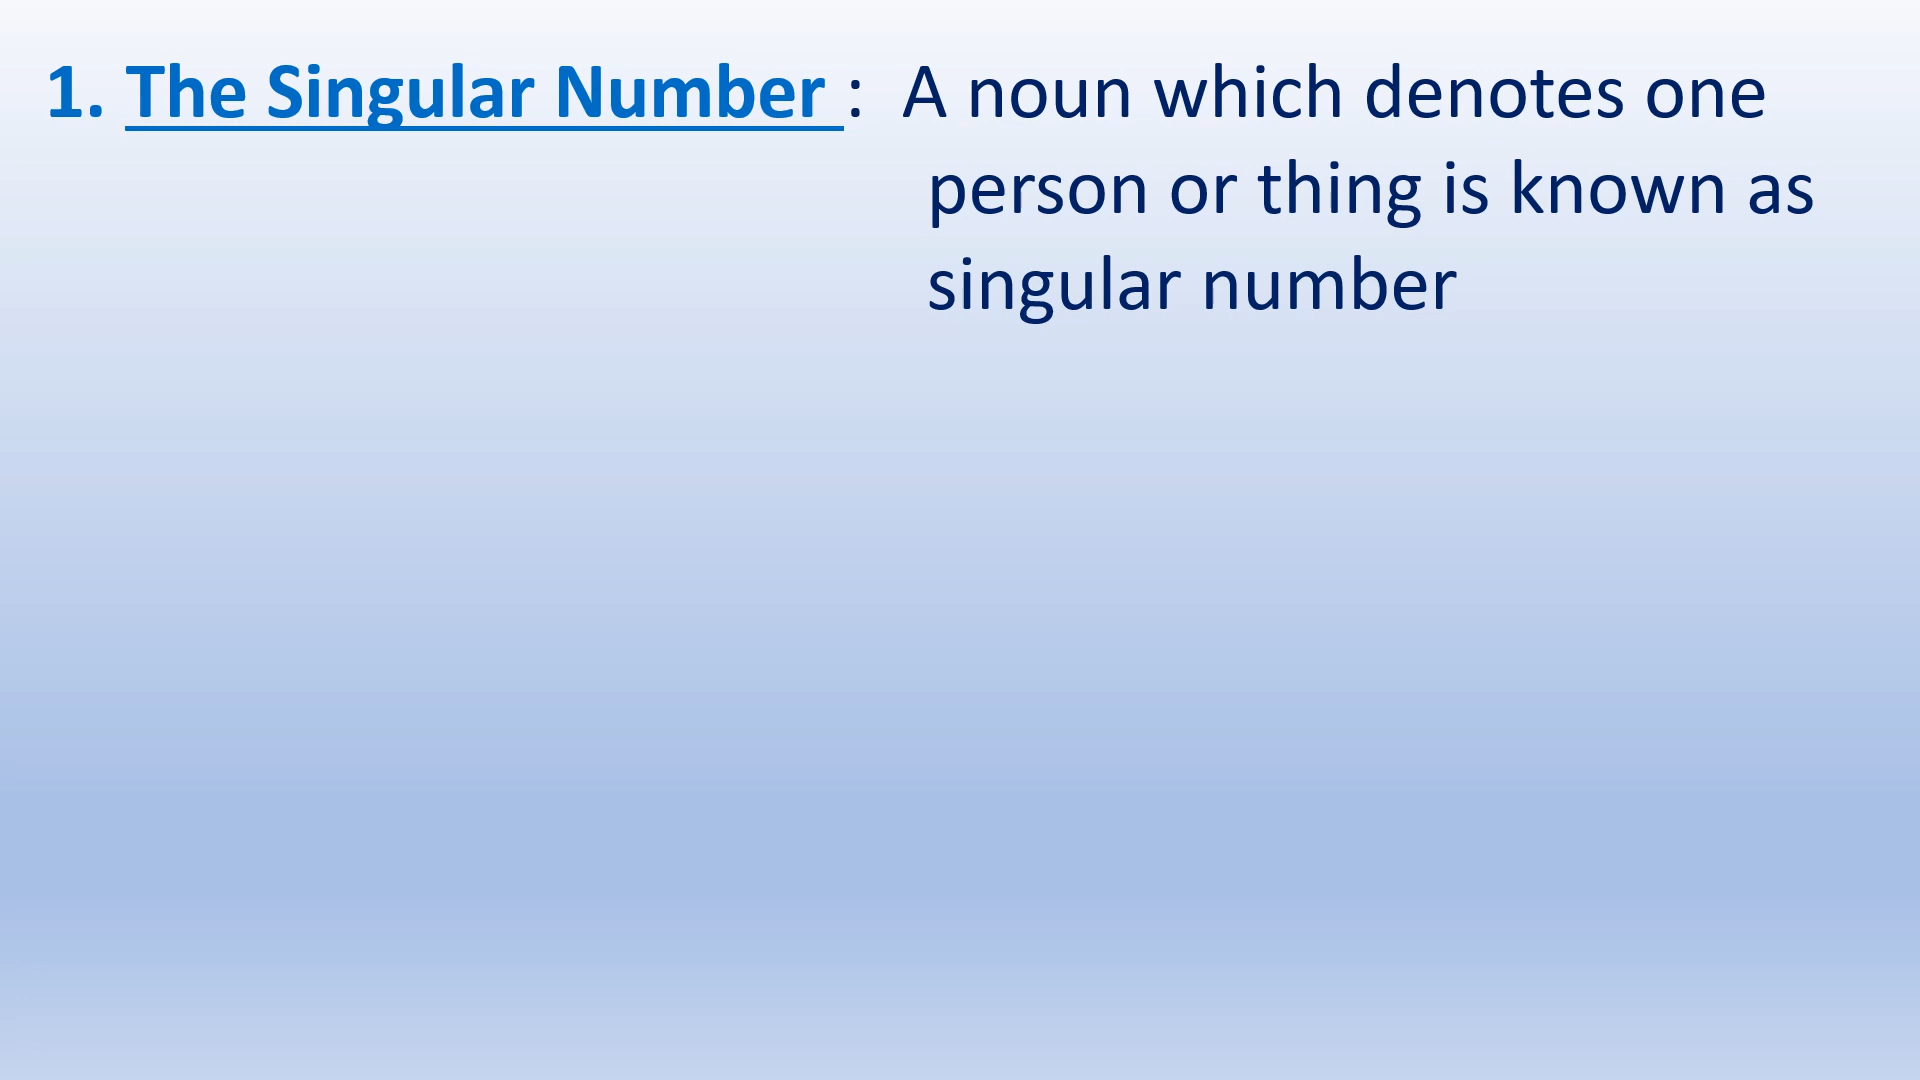 1. The Singular Number : A noun which denotes one
person or thing is known as
singular number